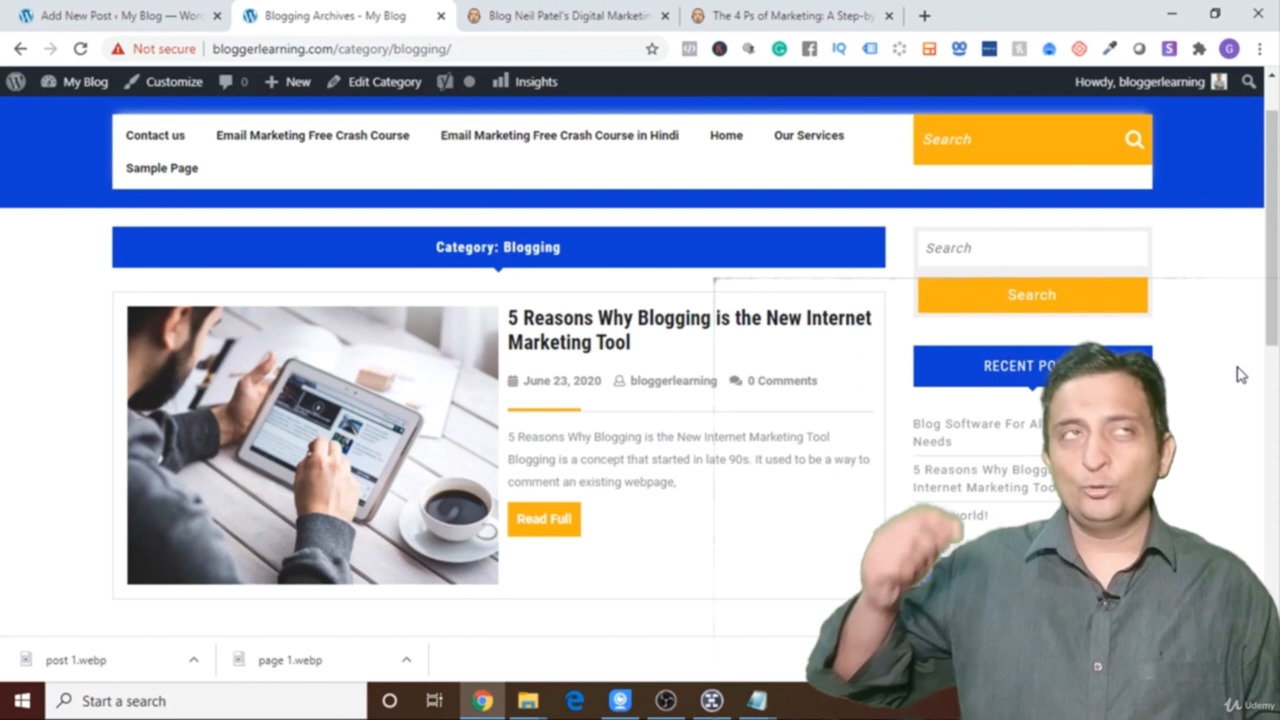 Add New Post ‹ My Blog — Wor
Blogging Archives - My Blog
Blog Neil Patel's Digital Marketin
The 4 Ps of Marketing: A Step-by
Not secure
bloggerlearning.com/category/blogging/
IQ
S
G
My Blog
Customize
0
New
Edit Category
Insights
Howdy, bloggerlearning
Contact us
Email Marketing Free Crash Course
Email Marketing Free Crash Course in Hindi
Home
Our Services
Sample Page
Search
Category: Blogging
Search
Search
5 Reasons Why Blogging is the New Internet
Marketing Tool
June 23, 2020
bloggerlearning
0 Comments
5 Reasons Why Blogging is the New Internet Marketing Tool
Blogging is a concept that started in late 90s. It used to be a way to
comment an existing webpage,
Read Full
RECENT PO
Blog Software For Al
Needs
5 Reasons Why Blogg
Internet Marketing Too
world!
post 1.webp
page 1.webp
Start a search
Udemy